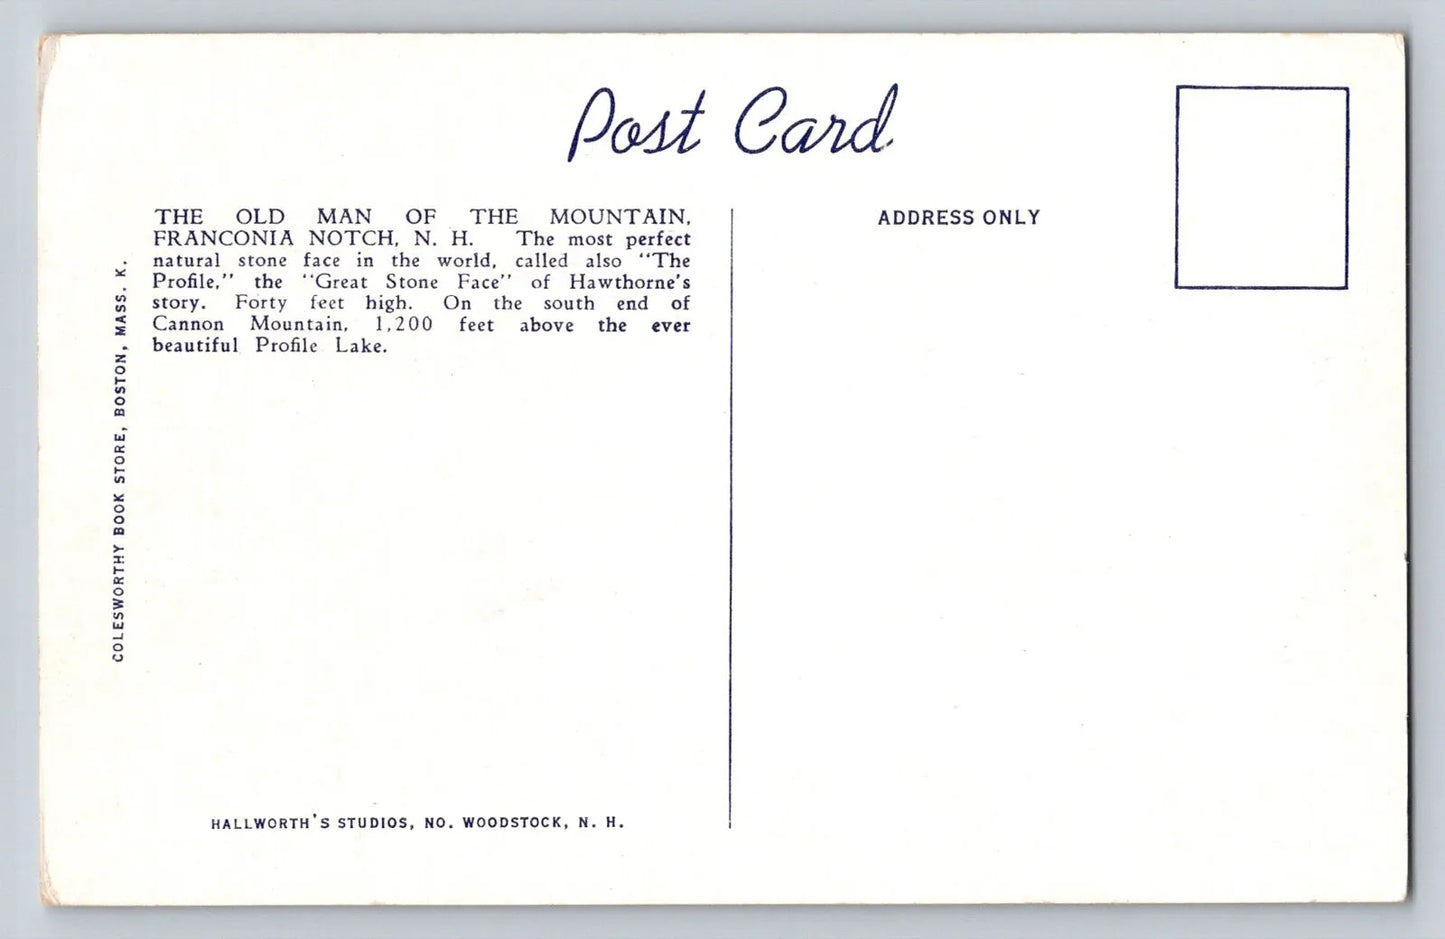 Post Card
THE OLD MAN OF THE MOUNTAIN,
FRANCONIA NOTCH, N. H. The most perfect
natural stone face in the world, called also "The
Profile," the "Great Stone Face" of Hawthorne's
story. Forty feet high. On the south end of
Cannon Mountain, 1,200 feet above the ever
beautiful Profile Lake.
ADDRESS ONLY
COLESWORTHY BOOK STORE, BOSTON, MASS. K.
HALLWORTH'S STUDIOS, NO. WOODSTOCK, N. H.